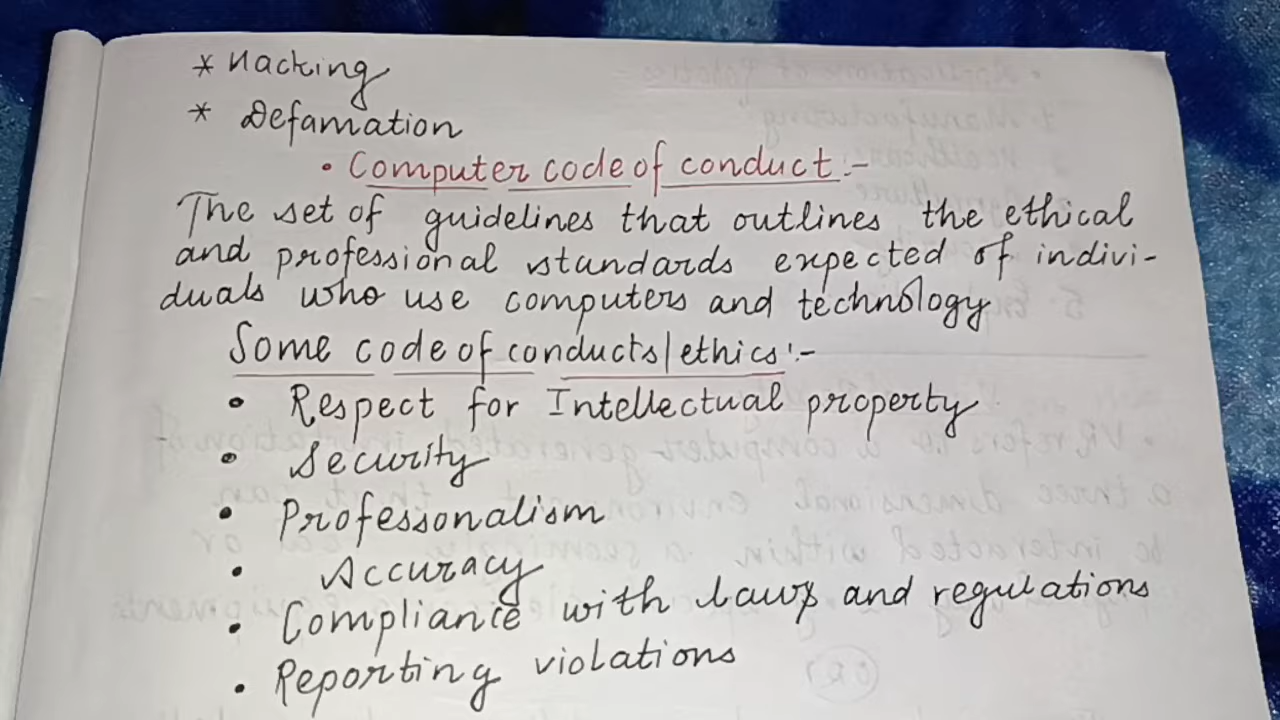 * Hacking
* Defamation
• Computer code of conduct :-
The set of guidelines that outlines the ethical
and professional standards expected of indivi-
duals who use computers and technology
Some code of conducts/ethics :-
• Respect for Intellectual property
• Security
• Professonalism
• Accuracy
• Compliance with laws and regulations
• Reporting violations